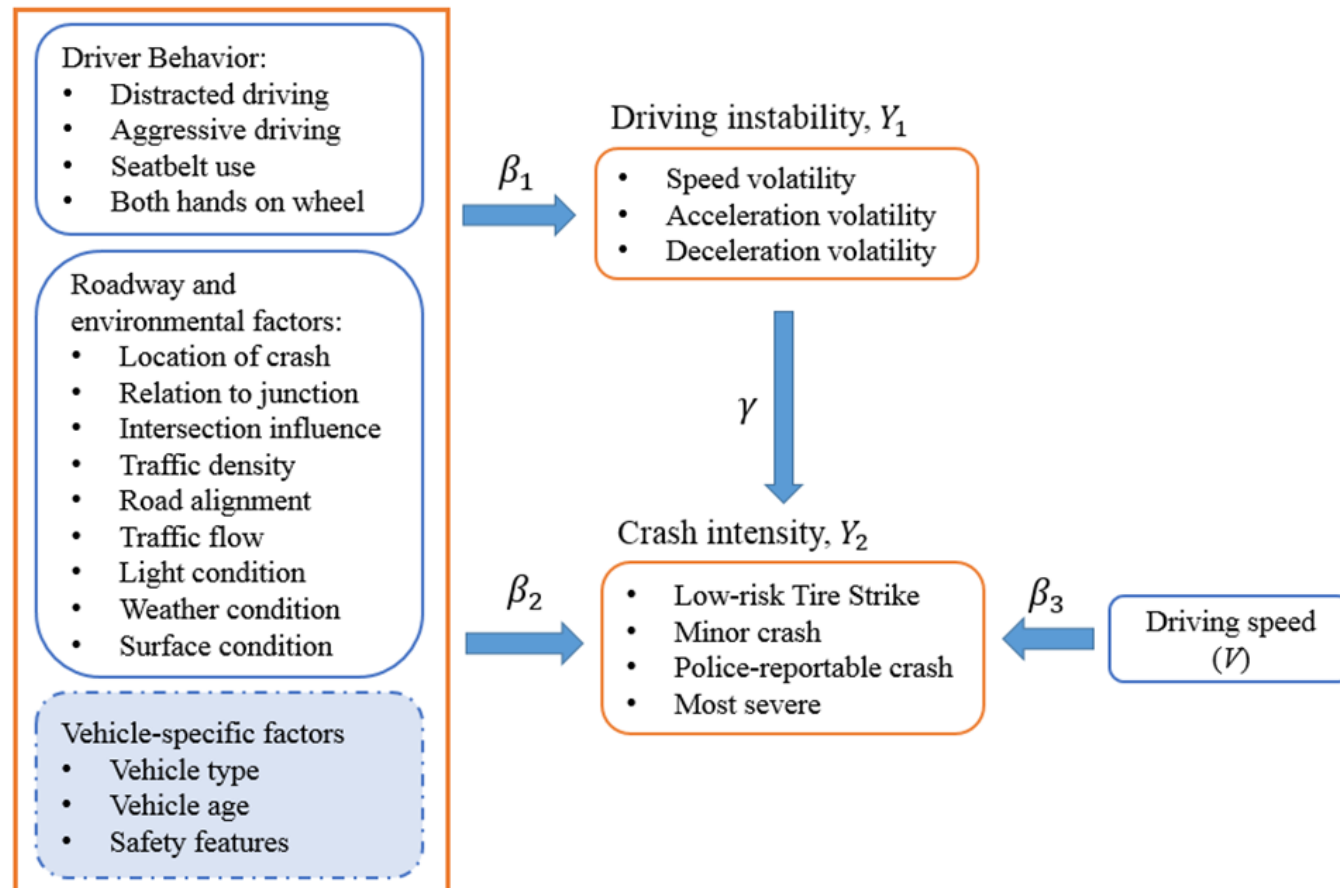 Driver Behavior:
• Distracted driving
• Aggressive driving
• Seatbelt use
• Both hands on wheel
Roadway and
environmental factors:
• Location of crash
• Relation to junction
• Intersection influence
• Traffic density
• Road alignment
• Traffic flow
• Light condition
• Weather condition
• Surface condition
Vehicle-specific factors
• Vehicle type
• Vehicle age
• Safety features
β₁
Driving instability, Y₁
• Speed volatility
• Acceleration volatility
• Deceleration volatility
γ
β₂
Crash intensity, Y₂
• Low-risk Tire Strike
• Minor crash
• Police-reportable crash
• Most severe
β₃
Driving speed
(V)